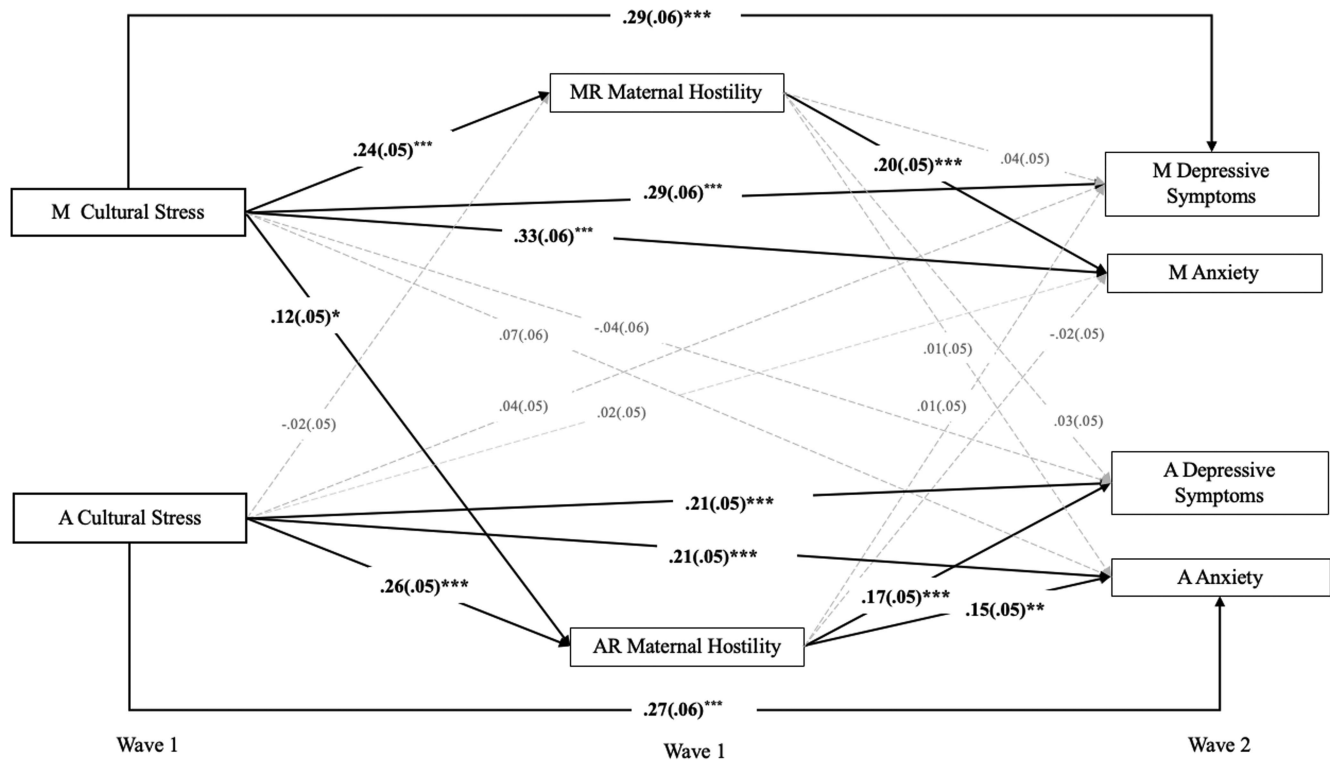 .29(.06)***
MR Maternal Hostility
.24(.05)***
.20(.05)***
.04(.05)
M Depressive
Symptoms
M  Cultural Stress
.29(.06)***
.33(.06)***
M Anxiety
.12(.05)*
.07(.06)
-.04(.06)
.01(.05)
-.02(.05)
-.02(.05)
.04(.05)
.02(.05)
.01(.05)
.03(.05)
A Depressive
Symptoms
A Cultural Stress
.21(.05)***
.21(.05)***
A Anxiety
.26(.05)***
.17(.05)***
.15(.05)**
AR Maternal Hostility
.27(.06)***
Wave 1
Wave 1
Wave 2